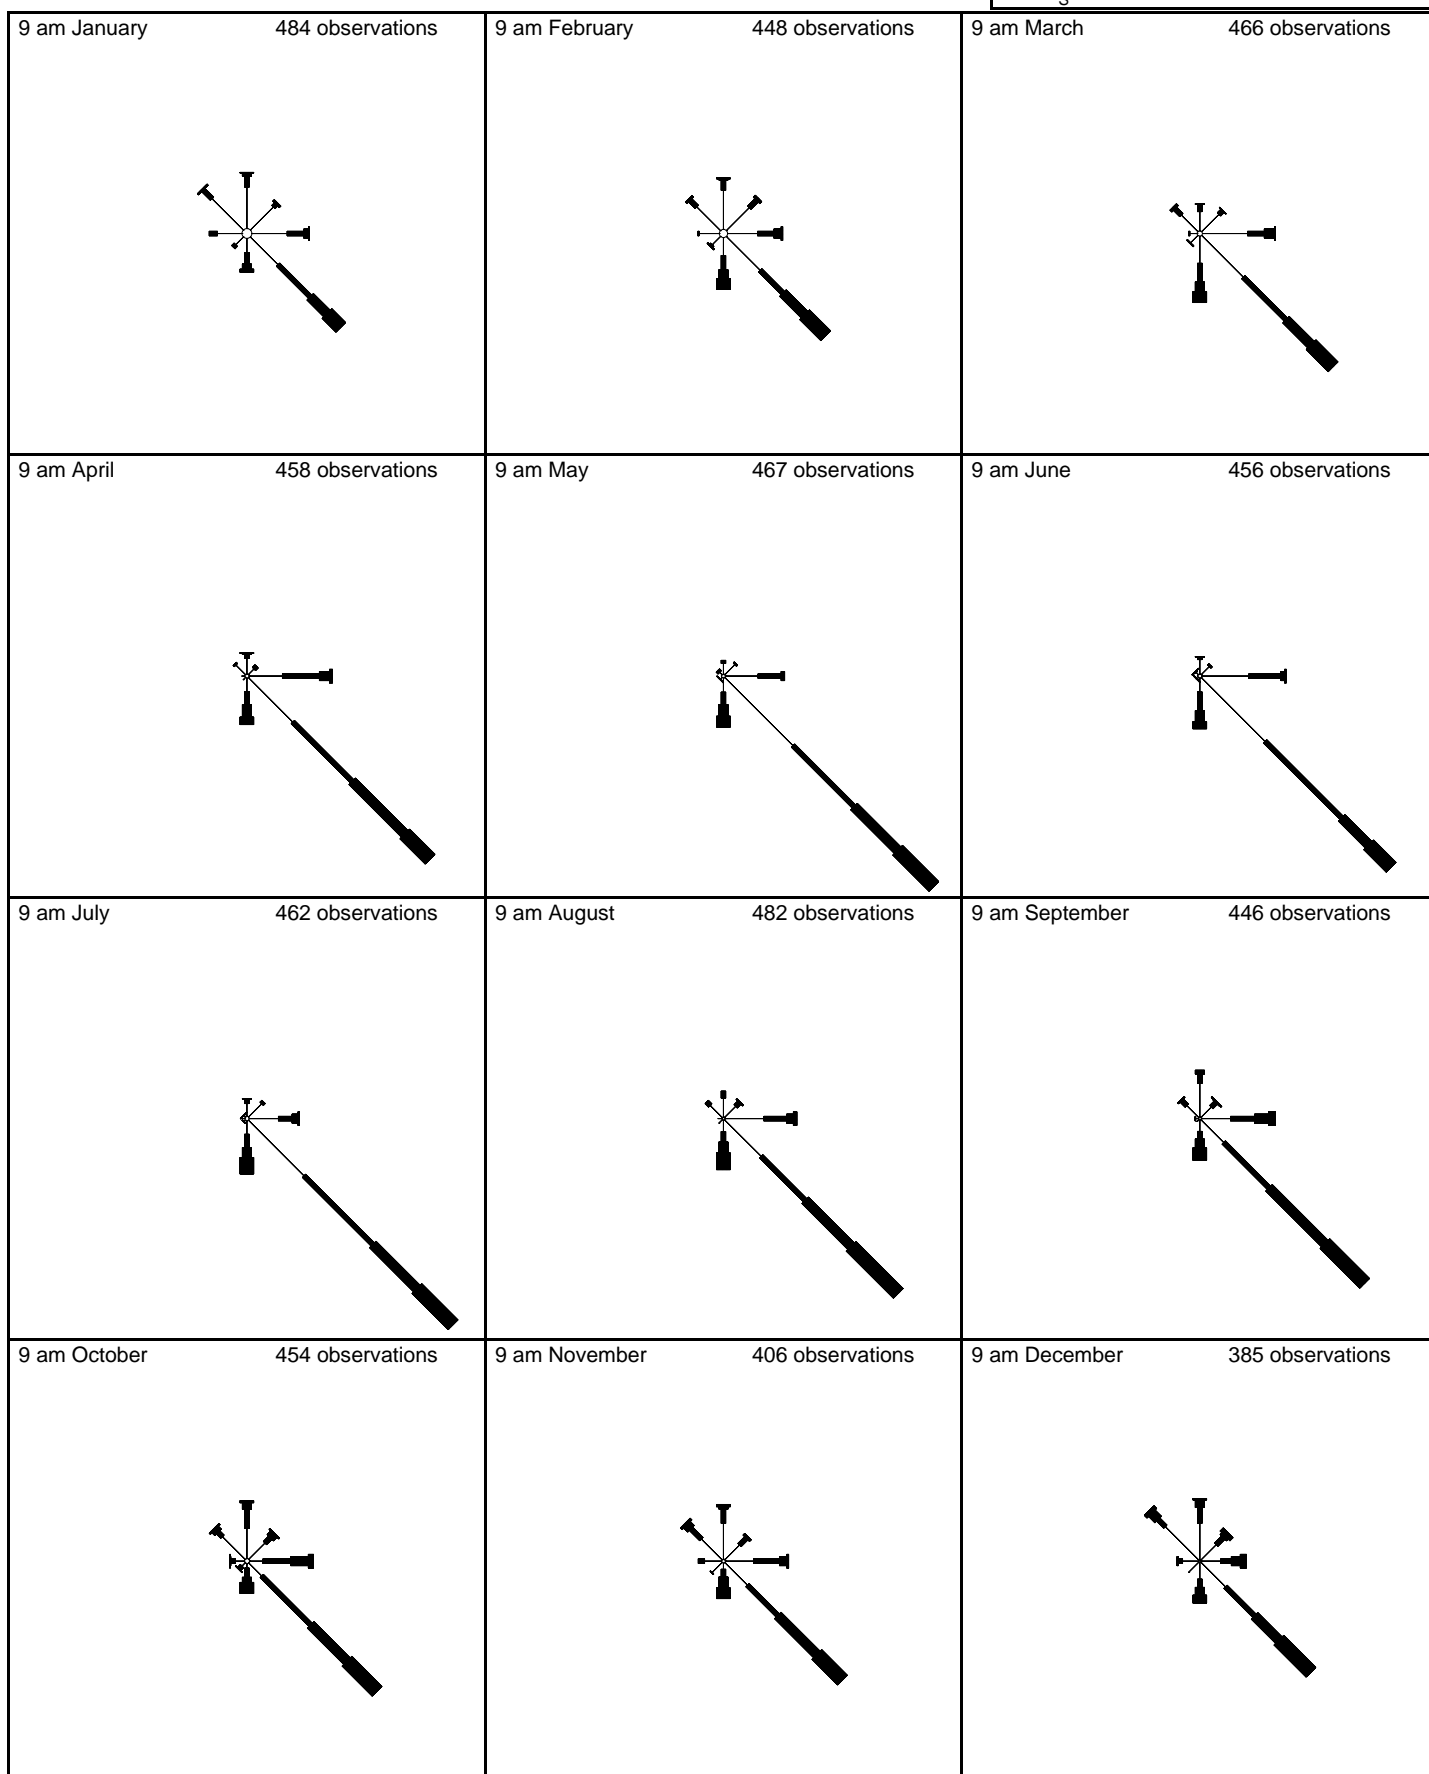 9 am January 484 observations
9 am February 448 observations
9 am March 466 observations
9 am April 458 observations
9 am May 467 observations
9 am June 456 observations
9 am July 462 observations
9 am August 482 observations
9 am September 446 observations
9 am October 454 observations
9 am November 406 observations
9 am December 385 observations